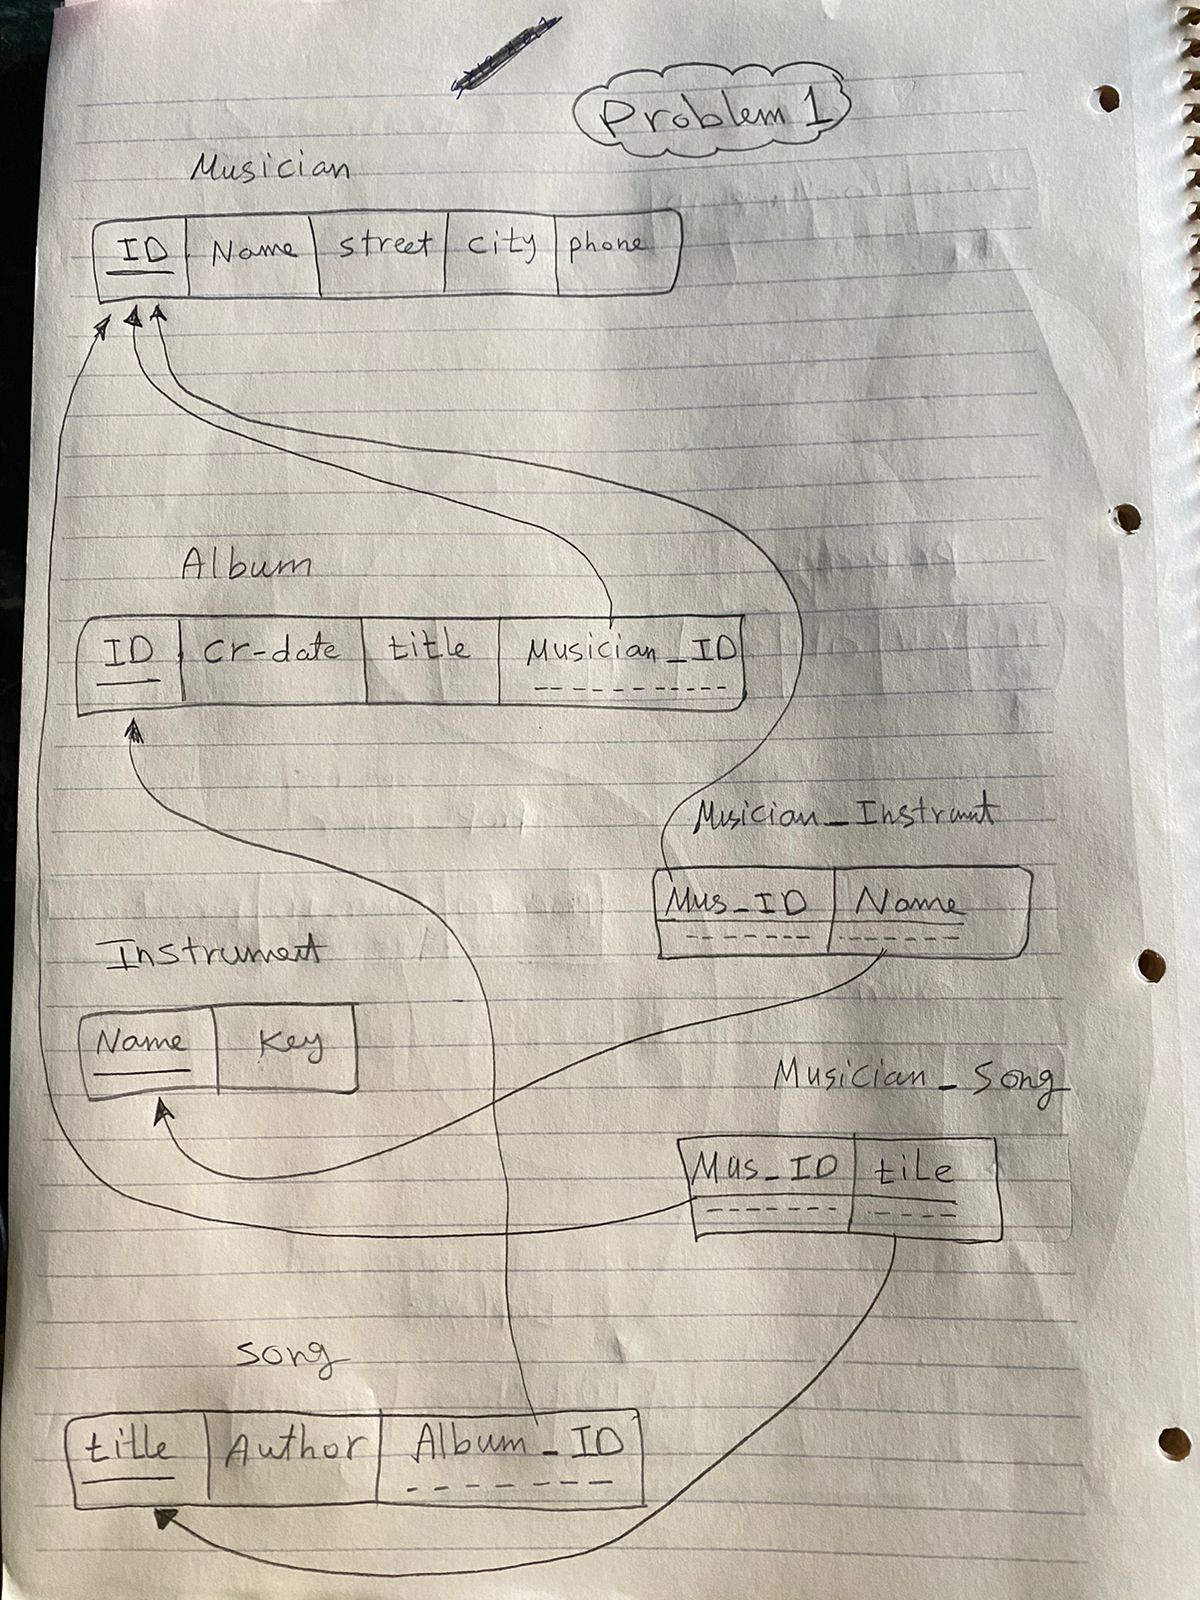 Problem 1
Musician
ID Name street city phone
Album
ID cr-date title Musician_ID
Musician_Instrumt
Mus_ID Name
Instrument
Name Key
Musician_Song
Mus_ID tile
song
title Author Album_ID